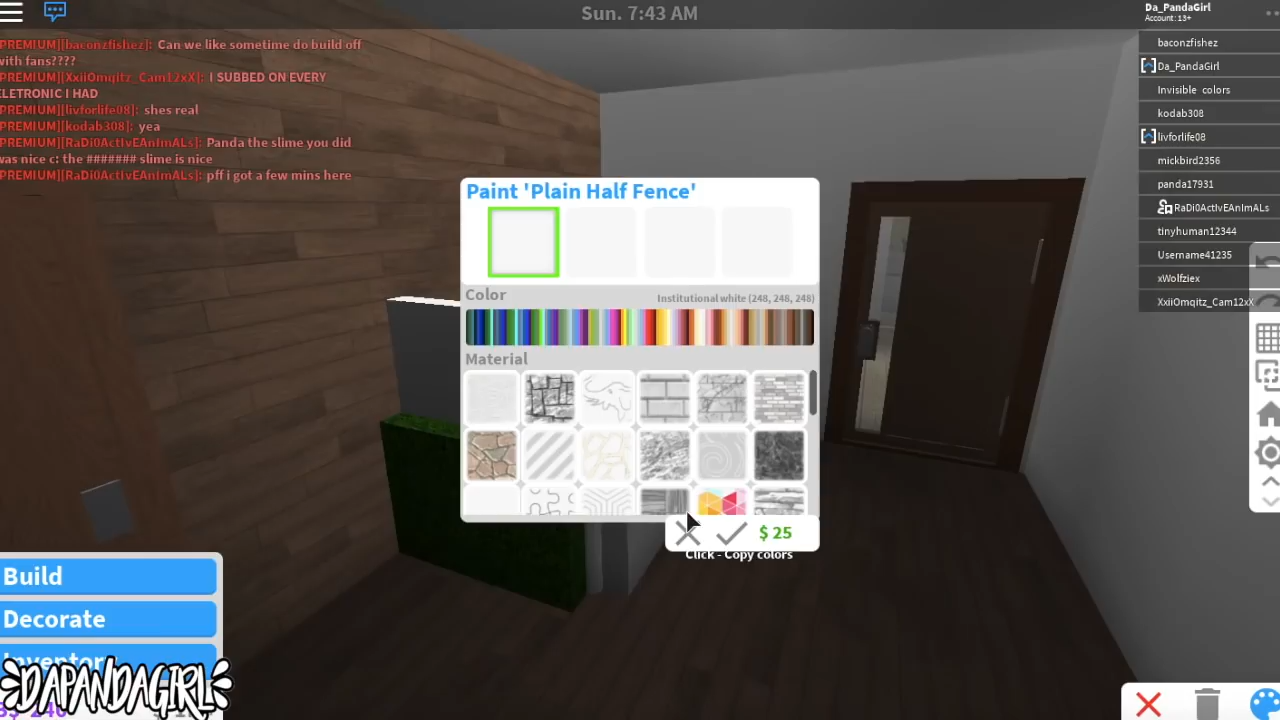 Sun. 7:43 AM
Da_PandaGirl
Account: 13+
PREMIUM][baconzfishez]: Can we like sometime do build off
with fans????
PREMIUM][XxiiOmqitz_Cam12xX]: I SUBBED ON EVERY
ELETRONIC I HAD
PREMIUM][livforlife08]: shes real
PREMIUM][kodab308]: yea
PREMIUM][RaDi0ActIvEAnImALs]: Panda the slime you did
was nice c: the ####### slime is nice
PREMIUM][RaDi0ActIvEAnImALs]: pff i got a few mins here
baconzfishez
Da_PandaGirl
Invisible_colors
kodab308
livforlife08
mickbird2356
panda17931
RaDi0ActIvEAnImALs
tinyhuman12344
Username41235
xWolfziex
XxiiOmqitz_Cam12xX
Paint 'Plain Half Fence'
Color
Institutional white (248, 248, 248)
Material
$ 25
Click - Copy colors
Build
Decorate
Inventory
DAPANDAGIRL